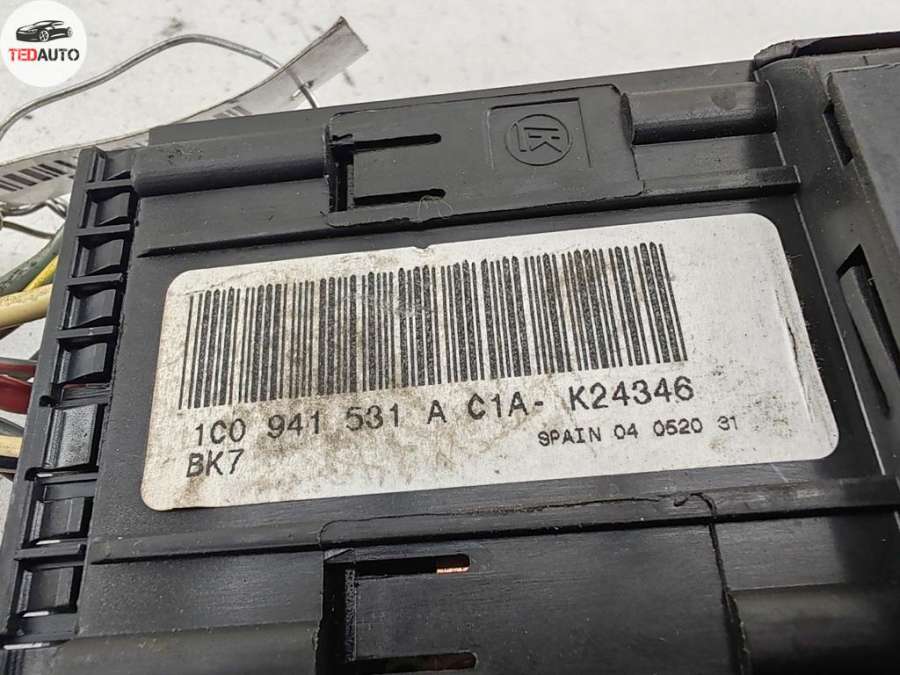 TEDAUTO
1C0 941 531 A C1A- K24346
BK7
SPAIN 04 0520 31